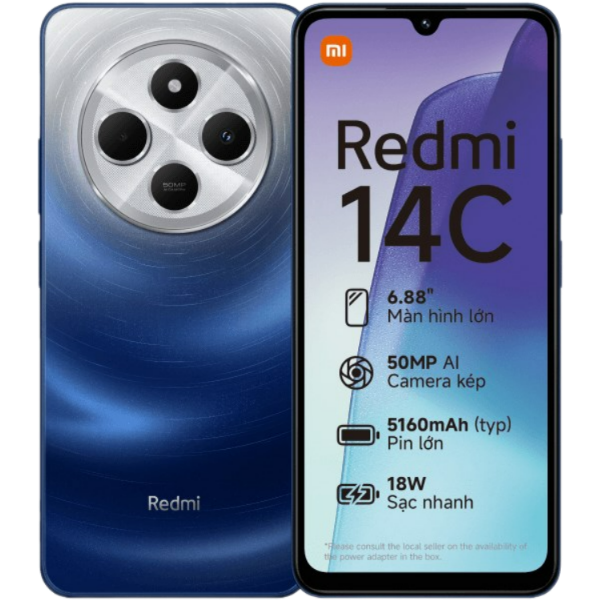 50MP
Redmi
mi
Redmi
14C
6.88"
Màn hình lớn
50MP AI
Camera kép
5160mAh (typ)
Pin lớn
18W
Sạc nhanh
*Please consult the local seller on the availability of
the power adapter in the box.